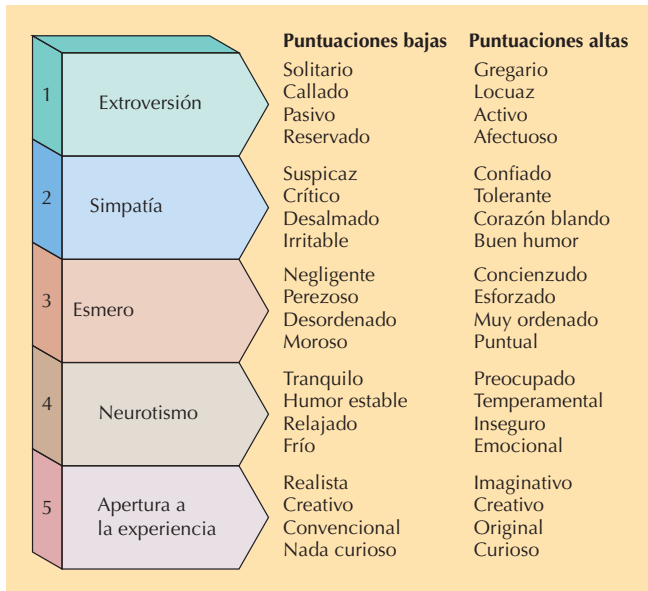 Puntuaciones bajas Puntuaciones altas
1 Extroversión
Solitario Gregario
Callado Locuaz
Pasivo Activo
Reservado Afectuoso
2 Simpatía
Suspicaz Confiado
Crítico Tolerante
Desalmado Corazón blando
Irritable Buen humor
3 Esmero
Negligente Concienzudo
Perezoso Esforzado
Desordenado Muy ordenado
Moroso Puntual
4 Neurotismo
Tranquilo Preocupado
Humor estable Temperamental
Relajado Inseguro
Frío Emocional
5 Apertura a
la experiencia
Realista Imaginativo
Creativo Creativo
Convencional Original
Nada curioso Curioso